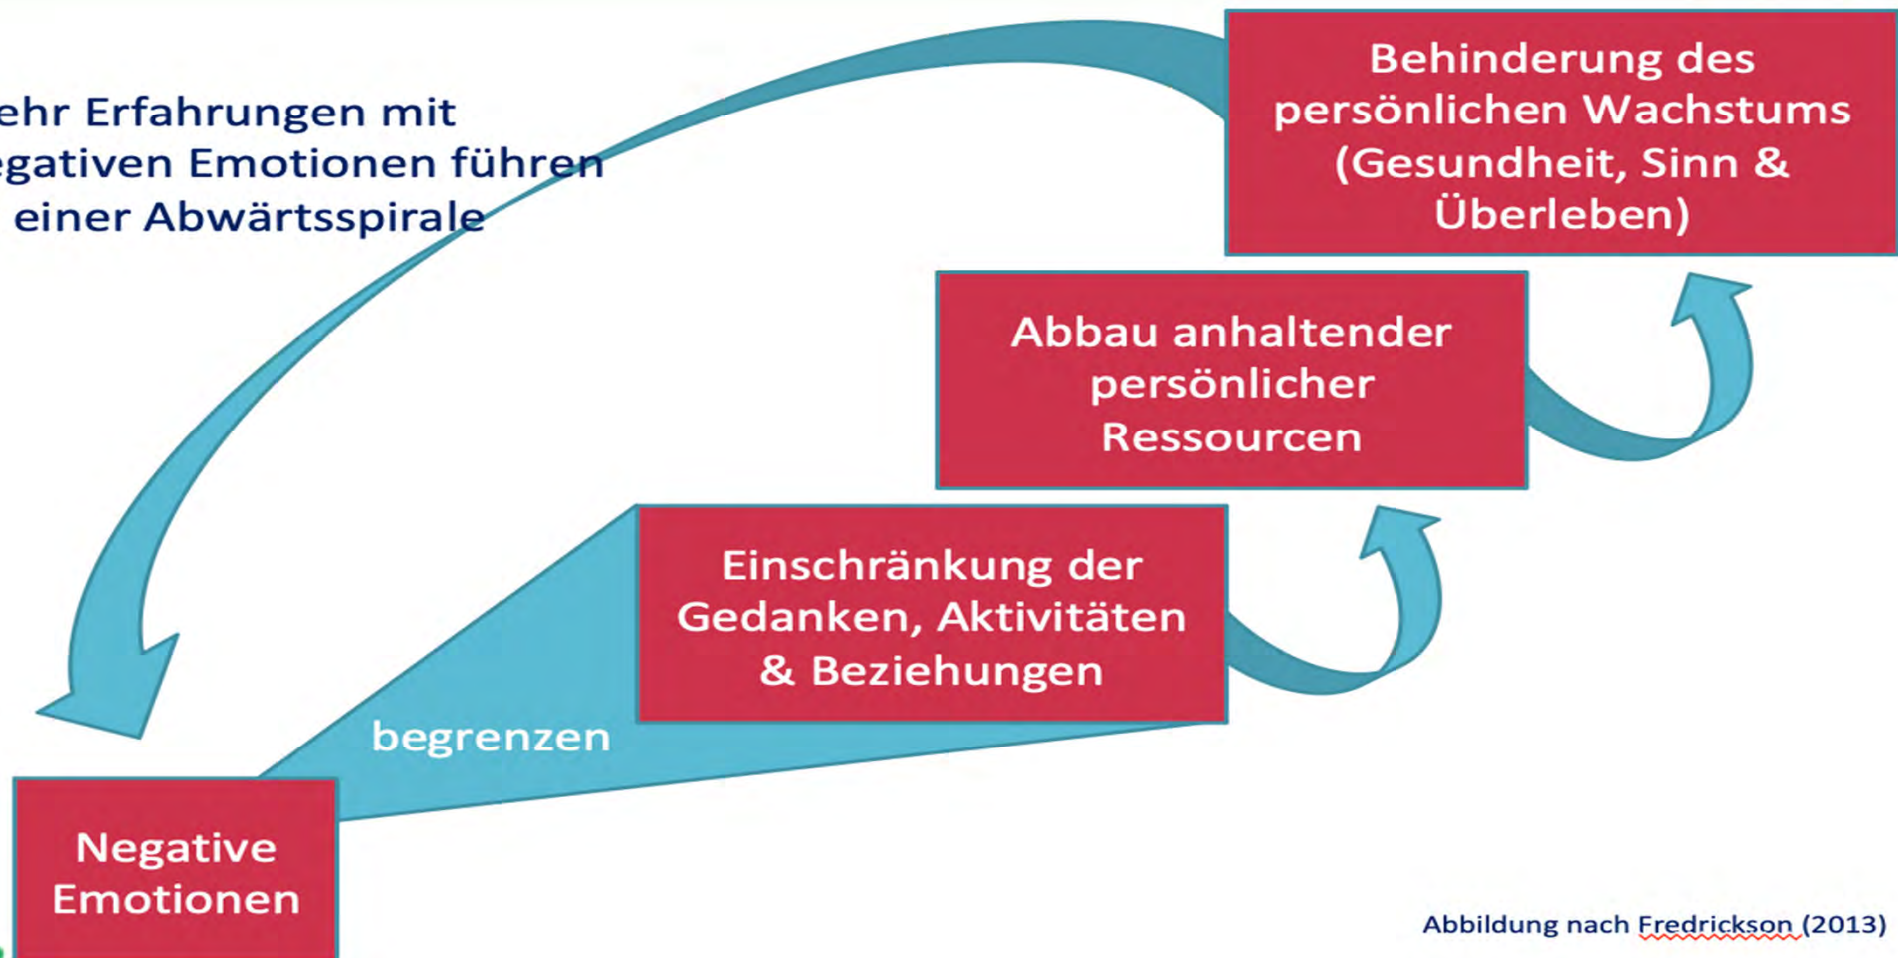 ehr Erfahrungen mit
egativen Emotionen führen
einer Abwärtsspirale
Behinderung des
persönlichen Wachstums
(Gesundheit, Sinn &
Überleben)
Abbau anhaltender
persönlicher
Ressourcen
Einschränkung der
Gedanken, Aktivitäten
& Beziehungen
begrenzen
Negative
Emotionen
Abbildung nach Fredrickson (2013)